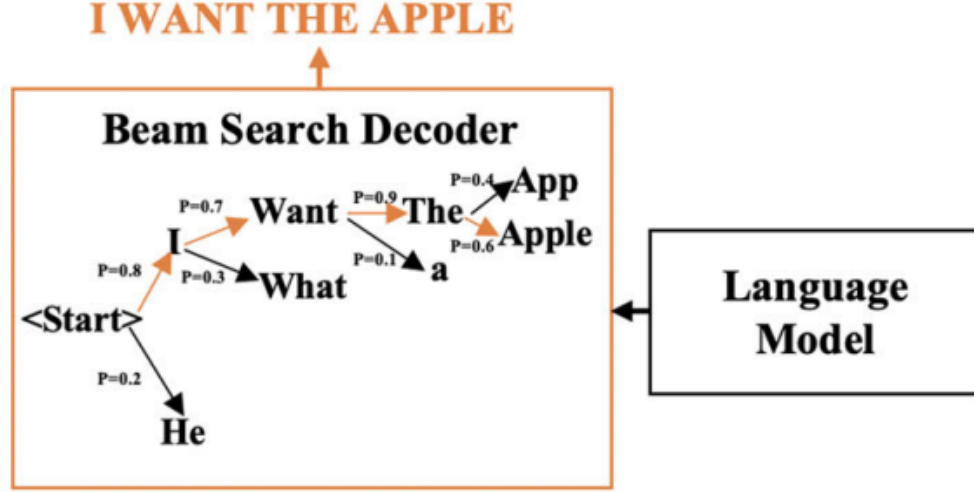 I WANT THE APPLE
Beam Search Decoder
P=0.4 App
P=0.7 Want P=0.9 The
P=0.6 Apple
I
P=0.1 a
P=0.8 P=0.3 What
<Start>
P=0.2
He
Language
Model